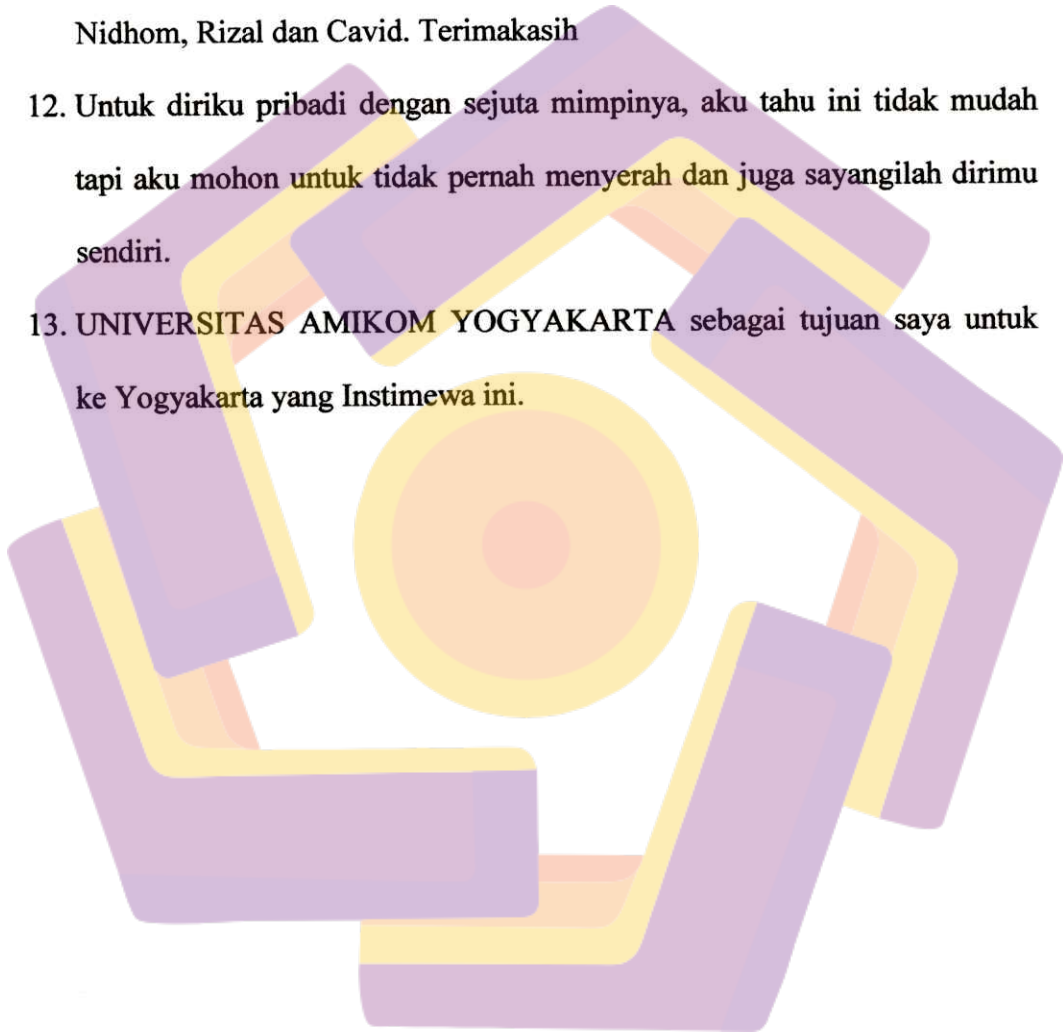 Nidhom, Rizal dan Cavid. Terimakasih
12. Untuk diriku pribadi dengan sejuta mimpinya, aku tahu ini tidak mudah
tapi aku mohon untuk tidak pernah menyerah dan juga sayangilah dirimu
sendiri.
13. UNIVERSITAS AMIKOM YOGYAKARTA sebagai tujuan saya untuk
ke Yogyakarta yang Instimewa ini.